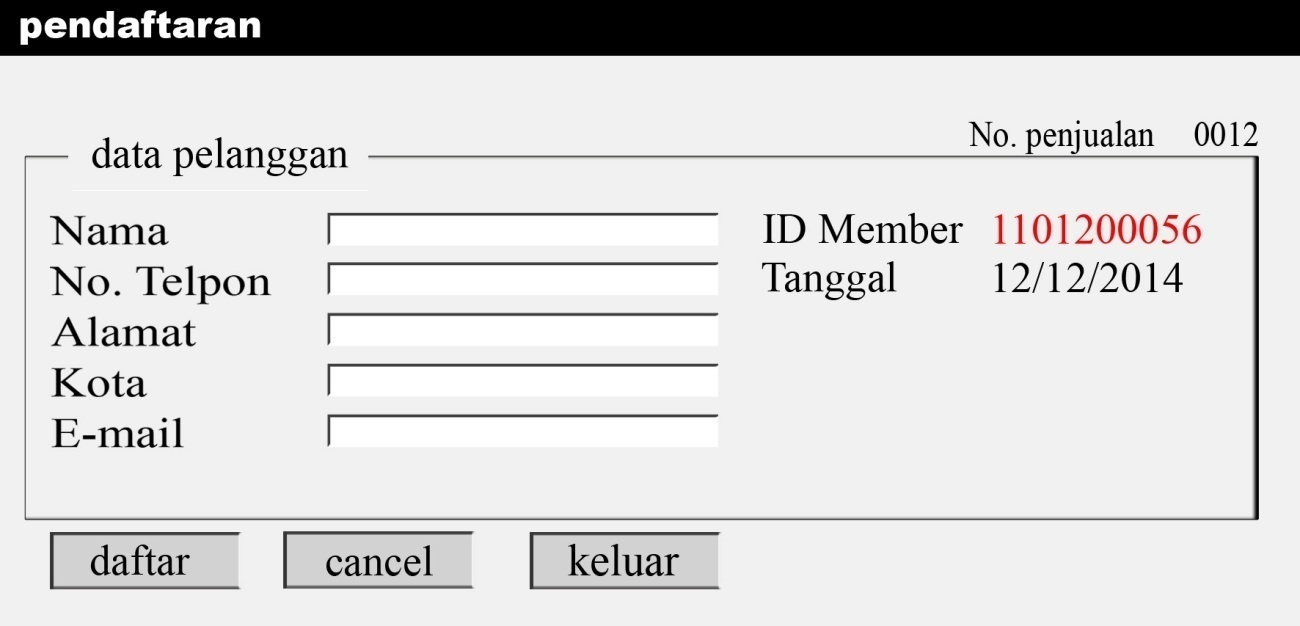 pendaftaran
No. penjualan 0012
data pelanggan
Nama
No. Telpon
Alamat
Kota
E-mail
ID Member 1101200056
Tanggal 12/12/2014
daftar cancel keluar